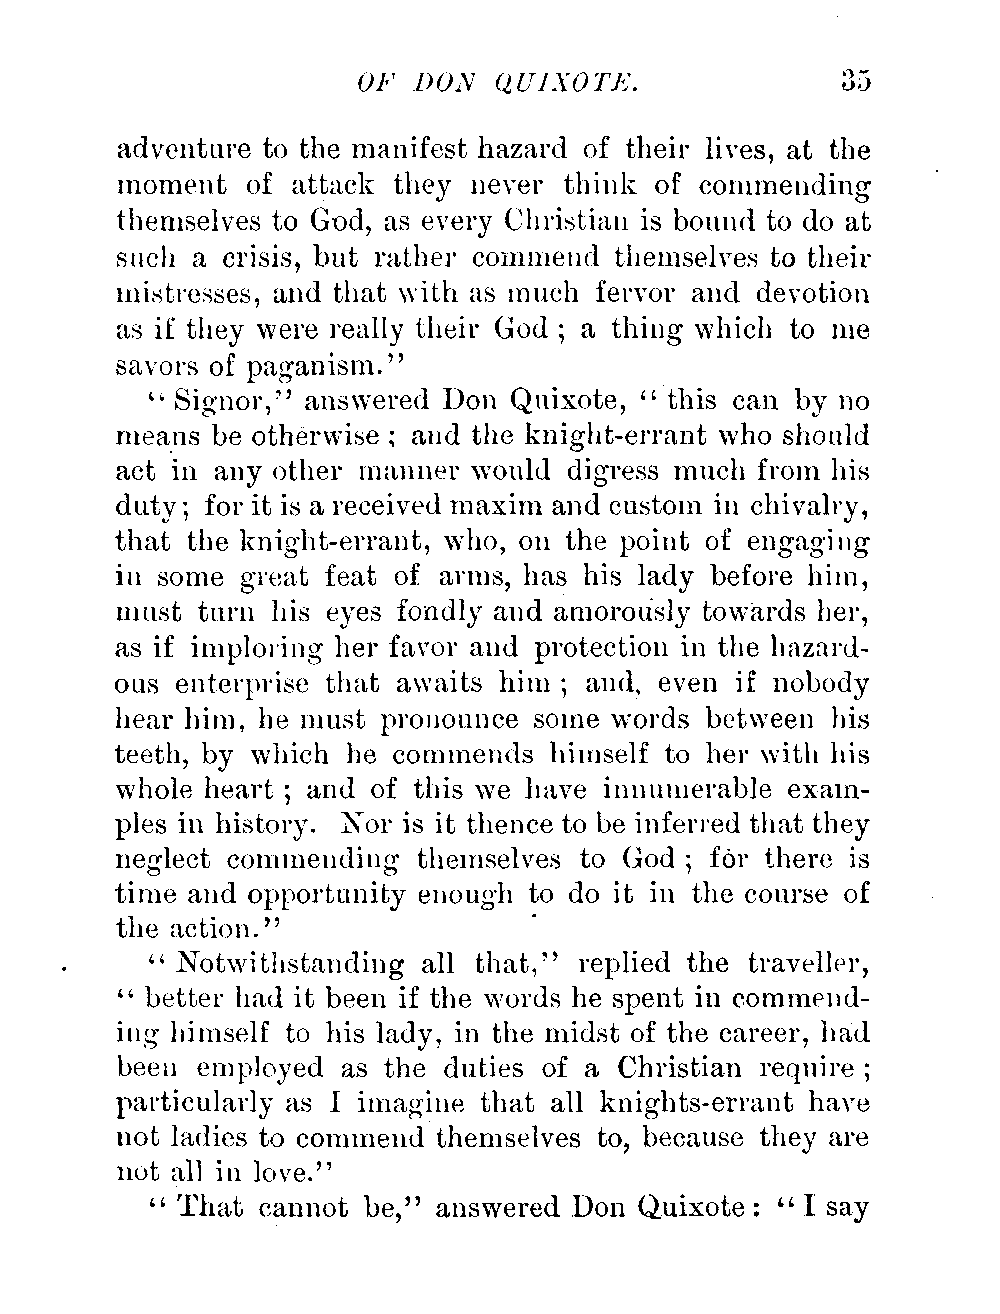 OF DON QUIXOTE. 35
adventure to the manifest hazard of their lives, at the
moment of attack they never think of commending
themselves to God, as every Christian is bound to do at
such a crisis, but rather commend themselves to their
mistresses, and that with as much fervor and devotion
as if they were really their God ; a thing which to me
savors of paganism.”
“ Signor,” answered Don Quixote, “ this can by no
means be otherwise ; and the knight-errant who should
act in any other manner would digress much from his
duty ; for it is a received maxim and custom in chivalry,
that the knight-errant, who, on the point of engaging
in some great feat of arms, has his lady before him,
must turn his eyes fondly and amorously towards her,
as if imploring her favor and protection in the hazard-
ous enterprise that awaits him ; and, even if nobody
hear him, he must pronounce some words between his
teeth, by which he commends himself to her with his
whole heart ; and of this we have innumerable exam-
ples in history. Nor is it thence to be inferred that they
neglect commending themselves to God ; for there is
time and opportunity enough to do it in the course of
the action.”
“ Notwithstanding all that,” replied the traveller,
“ better had it been if the words he spent in commend-
ing himself to his lady, in the midst of the career, had
been employed as the duties of a Christian require ;
particularly as I imagine that all knights-errant have
not ladies to commend themselves to, because they are
not all in love.”
“ That cannot be,” answered Don Quixote : “ I say